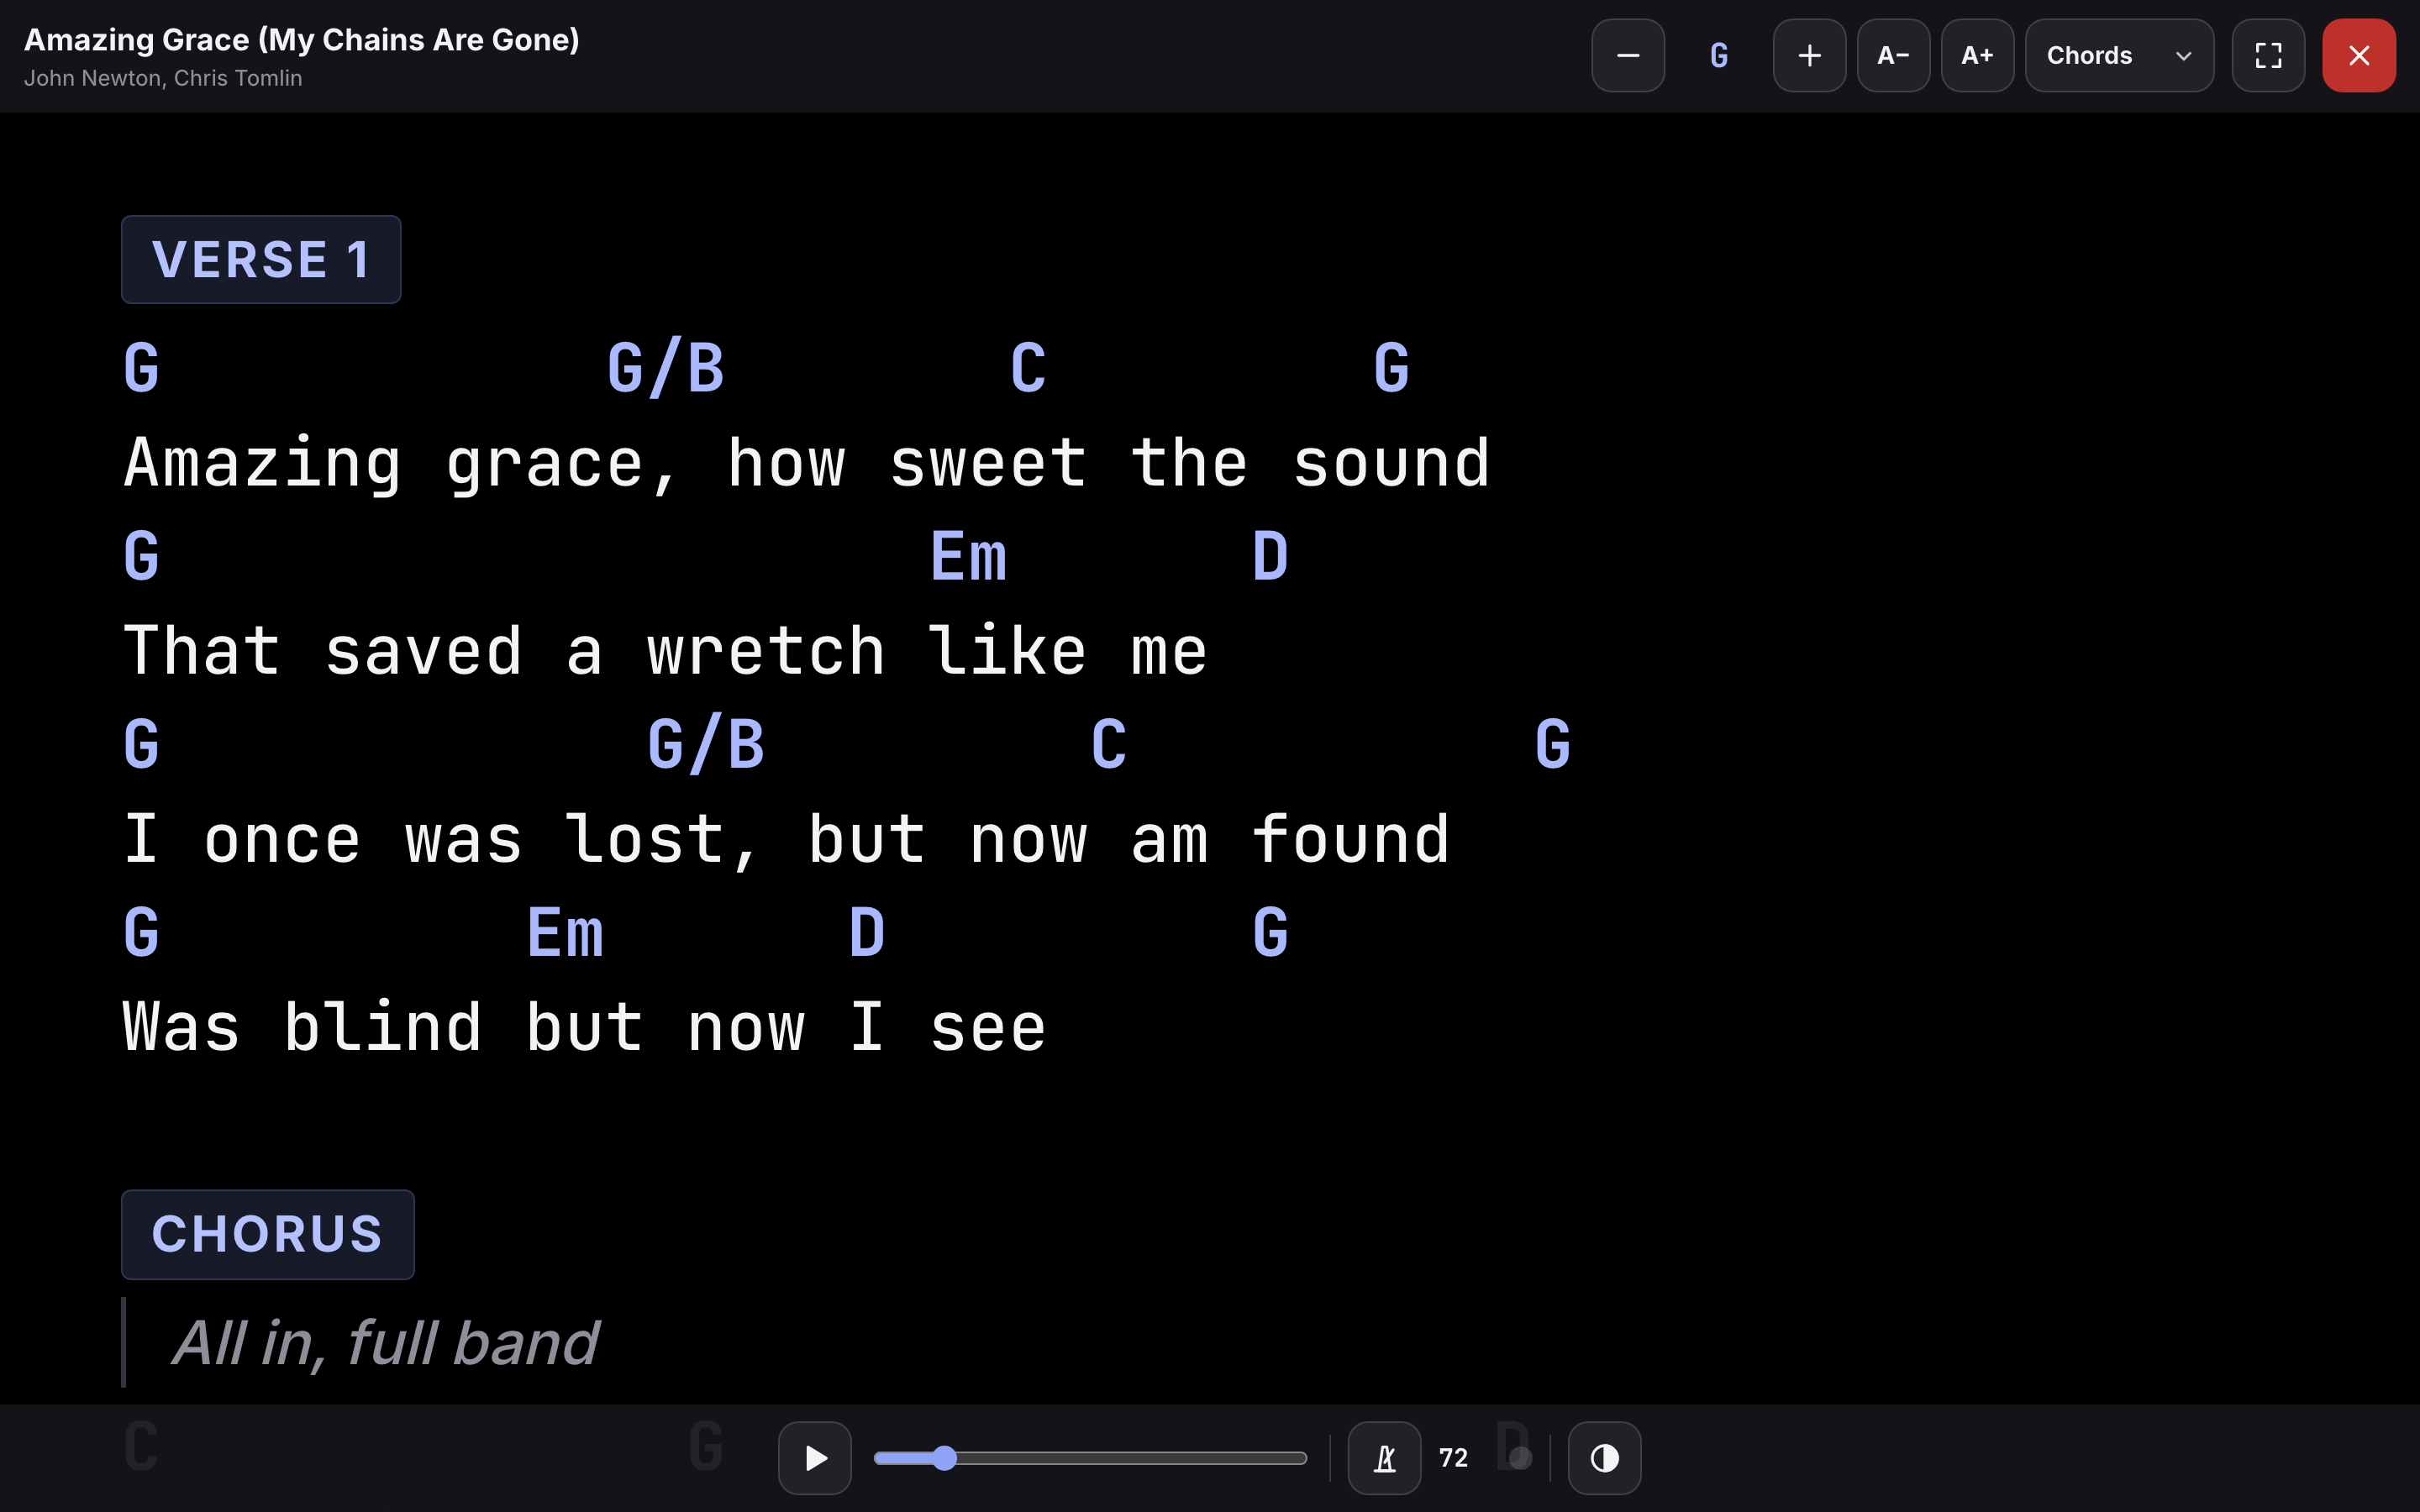 Amazing Grace (My Chains Are Gone)
John Newton, Chris Tomlin
G A− A+ Chords
VERSE 1
G G/B C G
Amazing grace, how sweet the sound
G Em D
That saved a wretch like me
G G/B C G
I once was lost, but now am found
G Em D G
Was blind but now I see
CHORUS
All in, full band
C G D
72